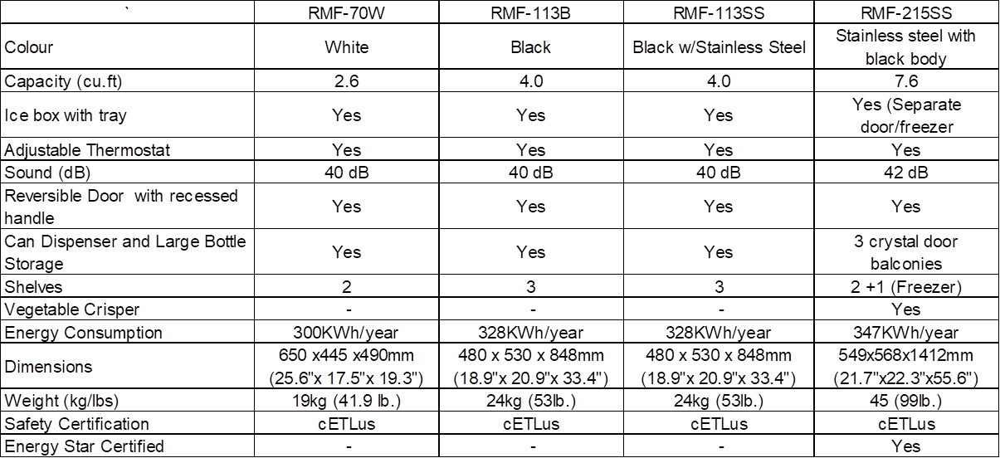 ` RMF-70W RMF-113B RMF-113SS RMF-215SS
Colour White Black Black w/Stainless Steel Stainless steel with black body
Capacity (cu.ft) 2.6 4.0 4.0 7.6
Ice box with tray Yes Yes Yes Yes (Separate door/freezer
Adjustable Thermostat Yes Yes Yes Yes
Sound (dB) 40 dB 40 dB 40 dB 42 dB
Reversible Door with recessed handle Yes Yes Yes Yes
Can Dispenser and Large Bottle Storage Yes Yes Yes 3 crystal door balconies
Shelves 2 3 3 2 +1 (Freezer)
Vegetable Crisper - - - Yes
Energy Consumption 300KWh/year 328KWh/year 328KWh/year 347KWh/year
Dimensions 650 x445 x490mm (25.6"x 17.5"x 19.3") 480 x 530 x 848mm (18.9"x 20.9"x 33.4") 480 x 530 x 848mm (18.9"x 20.9"x 33.4") 549x568x1412mm (21.7"x22.3"x55.6")
Weight (kg/lbs) 19kg (41.9 lb.) 24kg (53lb.) 24kg (53lb.) 45 (99lb.)
Safety Certification cETLus cETLus cETLus cETLus
Energy Star Certified - - - Yes